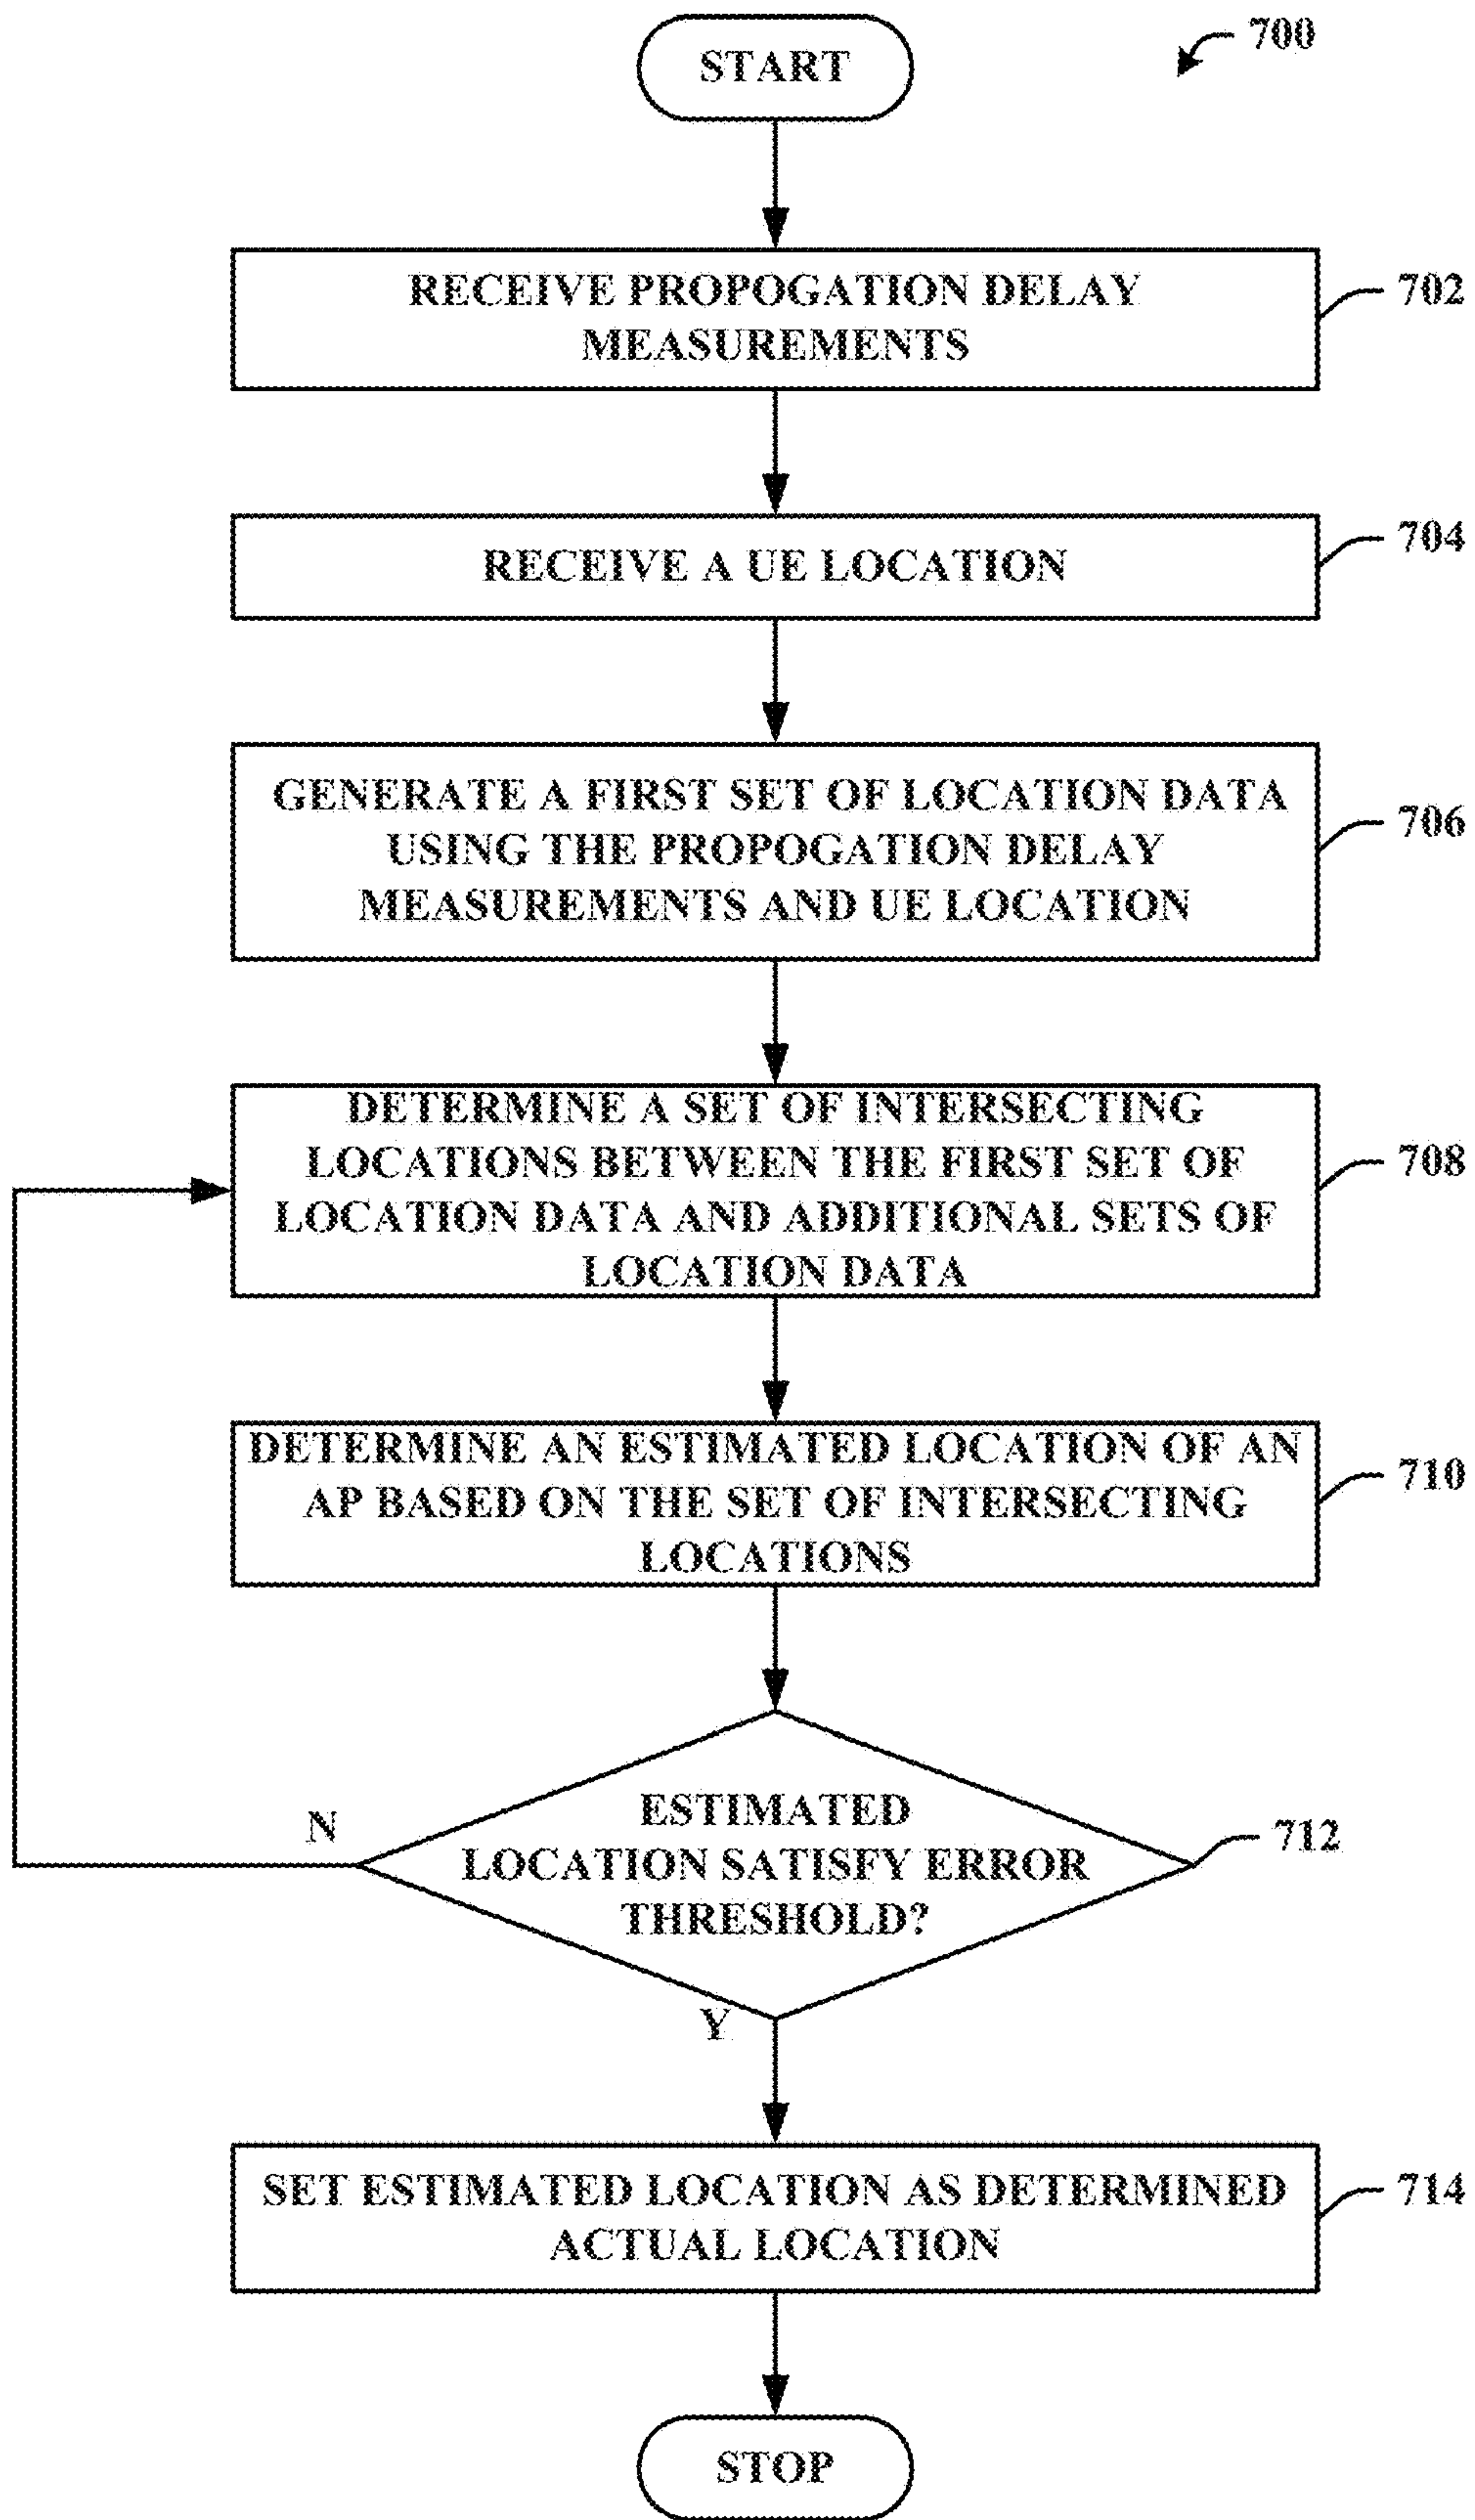 START
700
RECEIVE PROPOGATION DELAY
MEASUREMENTS
702
RECEIVE A UE LOCATION
704
GENERATE A FIRST SET OF LOCATION DATA
USING THE PROPOGATION DELAY
MEASUREMENTS AND UE LOCATION
706
DETERMINE A SET OF INTERSECTING
LOCATIONS BETWEEN THE FIRST SET OF
LOCATION DATA AND ADDITIONAL SETS OF
LOCATION DATA
708
DETERMINE AN ESTIMATED LOCATION OF AN
AP BASED ON THE SET OF INTERSECTING
LOCATIONS
710
ESTIMATED
LOCATION SATISFY ERROR
THRESHOLD?
712
N
Y
SET ESTIMATED LOCATION AS DETERMINED
ACTUAL LOCATION
714
STOP